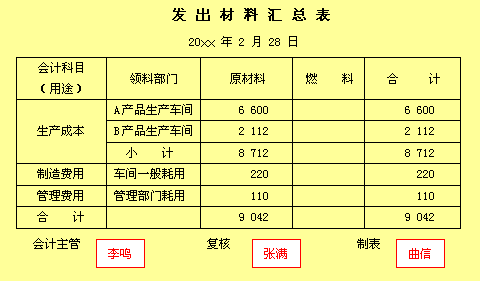 发出材料汇总表
20xx 年 2 月 28 日
会计科目（用途） 领料部门 原材料 燃 料 合 计
生产成本 A产品生产车间 6 600 6 600
B产品生产车间 2 112 2 112
小 计 8 712 8 712
制造费用 车间一般耗用 220 220
管理费用 管理部门耗用 110 110
合 计 9 042 9 042
会计主管 李鸣 复核 张满 制表 曲信